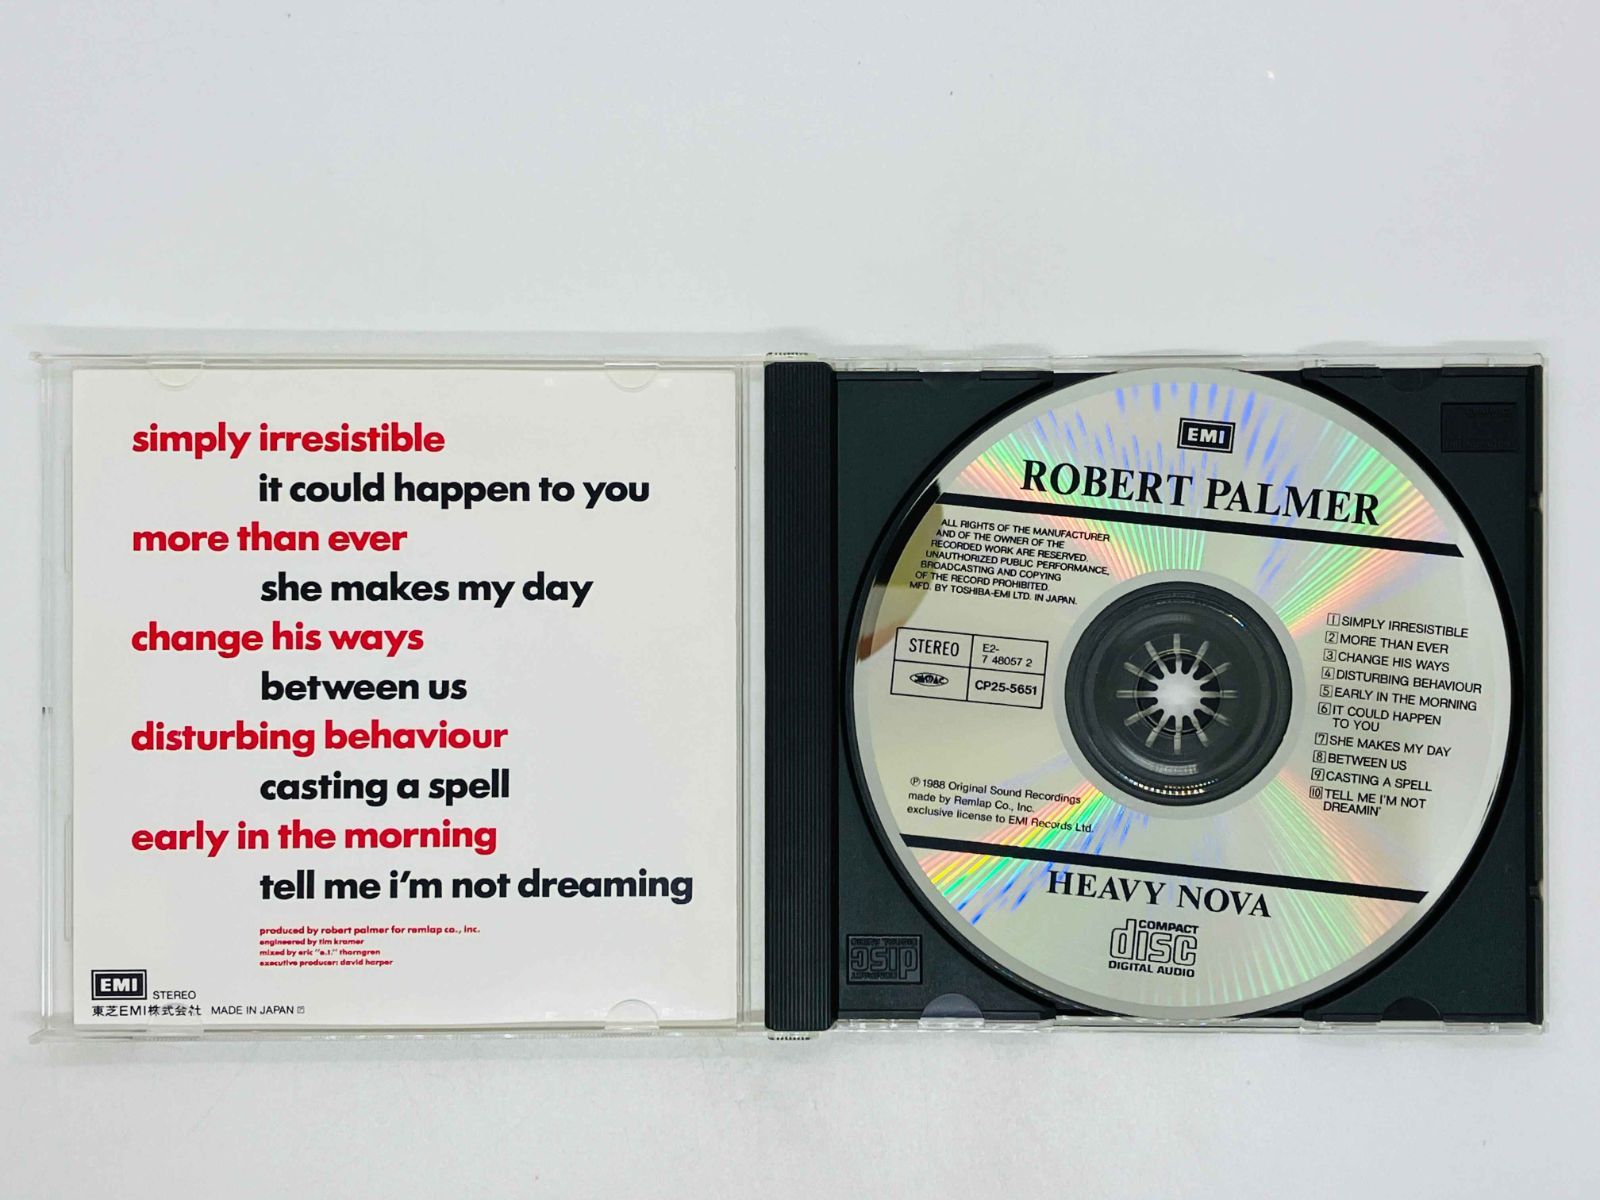 simply irresistible
it could happen to you
more than ever
she makes my day
change his ways
between us
disturbing behaviour
casting a spell
early in the morning
tell me i'm not dreaming
produced by robert palmer for remlap co., inc.
engineered by tim kramer
mixed by eric "e.t." thorngren
executive producer: david harper
EMI
STEREO
東芝EMI株式会社 MADE IN JAPAN
EMI
ROBERT PALMER
ALL RIGHTS OF THE MANUFACTURER
AND OF THE OWNER OF THE
RECORDED WORK ARE RESERVED.
UNAUTHORIZED PUBLIC PERFORMANCE,
BROADCASTING AND COPYING
OF THE RECORD PROHIBITED.
MFD. BY TOSHIBA-EMI LTD. IN JAPAN.
STEREO
E2-
7 48057 2
CP25-5651
1 SIMPLY IRRESISTIBLE
2 MORE THAN EVER
3 CHANGE HIS WAYS
4 DISTURBING BEHAVIOUR
5 EARLY IN THE MORNING
6 IT COULD HAPPEN
TO YOU
7 SHE MAKES MY DAY
8 BETWEEN US
9 CASTING A SPELL
10 TELL ME I'M NOT
DREAMIN'
℗ 1988 Original Sound Recordings
made by Remlap Co., Inc.
exclusive license to EMI Records Ltd.
HEAVY NOVA
COMPACT
disc
DIGITAL AUDIO
COMPACT
disc
DIGITAL AUDIO